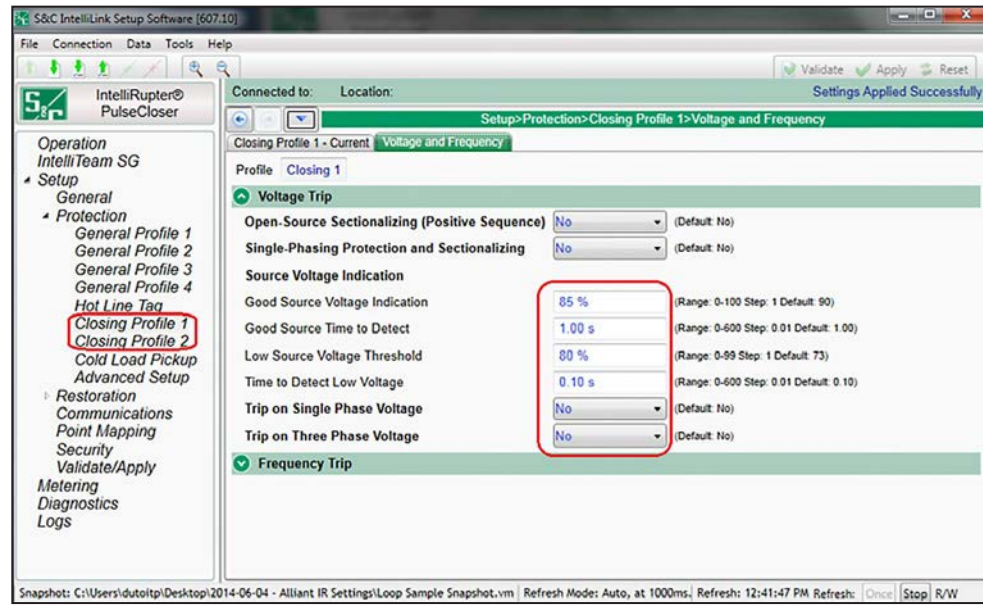 S&C IntelliLink Setup Software [607.10]
File Connection Data Tools Help
Validate Apply Reset
S&C
IntelliRupter®
PulseCloser
Connected to: Location: Settings Applied Successfully
Setup>Protection>Closing Profile 1>Voltage and Frequency
Closing Profile 1 - Current Voltage and Frequency
Operation
IntelliTeam SG
Setup
General
Protection
General Profile 1
General Profile 2
General Profile 3
General Profile 4
Hot Line Tag
Closing Profile 1
Closing Profile 2
Cold Load Pickup
Advanced Setup
Restoration
Communications
Point Mapping
Security
Validate/Apply
Metering
Diagnostics
Logs
Profile Closing 1
Voltage Trip
Open-Source Sectionalizing (Positive Sequence) No (Default: No)
Single-Phasing Protection and Sectionalizing No (Default: No)
Source Voltage Indication
Good Source Voltage Indication 85 % (Range: 0-100 Step: 1 Default: 90)
Good Source Time to Detect 1.00 s (Range: 0-600 Step: 0.01 Default: 1.00)
Low Source Voltage Threshold 80 % (Range: 0-99 Step: 1 Default: 73)
Time to Detect Low Voltage 0.10 s (Range: 0-600 Step: 0.01 Default: 0.10)
Trip on Single Phase Voltage No (Default: No)
Trip on Three Phase Voltage No (Default: No)
Frequency Trip
Snapshot: C:\Users\dutoitp\Desktop\2014-06-04 - Alliant IR Settings\Loop Sample Snapshot.vm Refresh Mode: Auto, at 1000ms, Refresh: 12:41:47 PM Refresh: Once Stop R/W